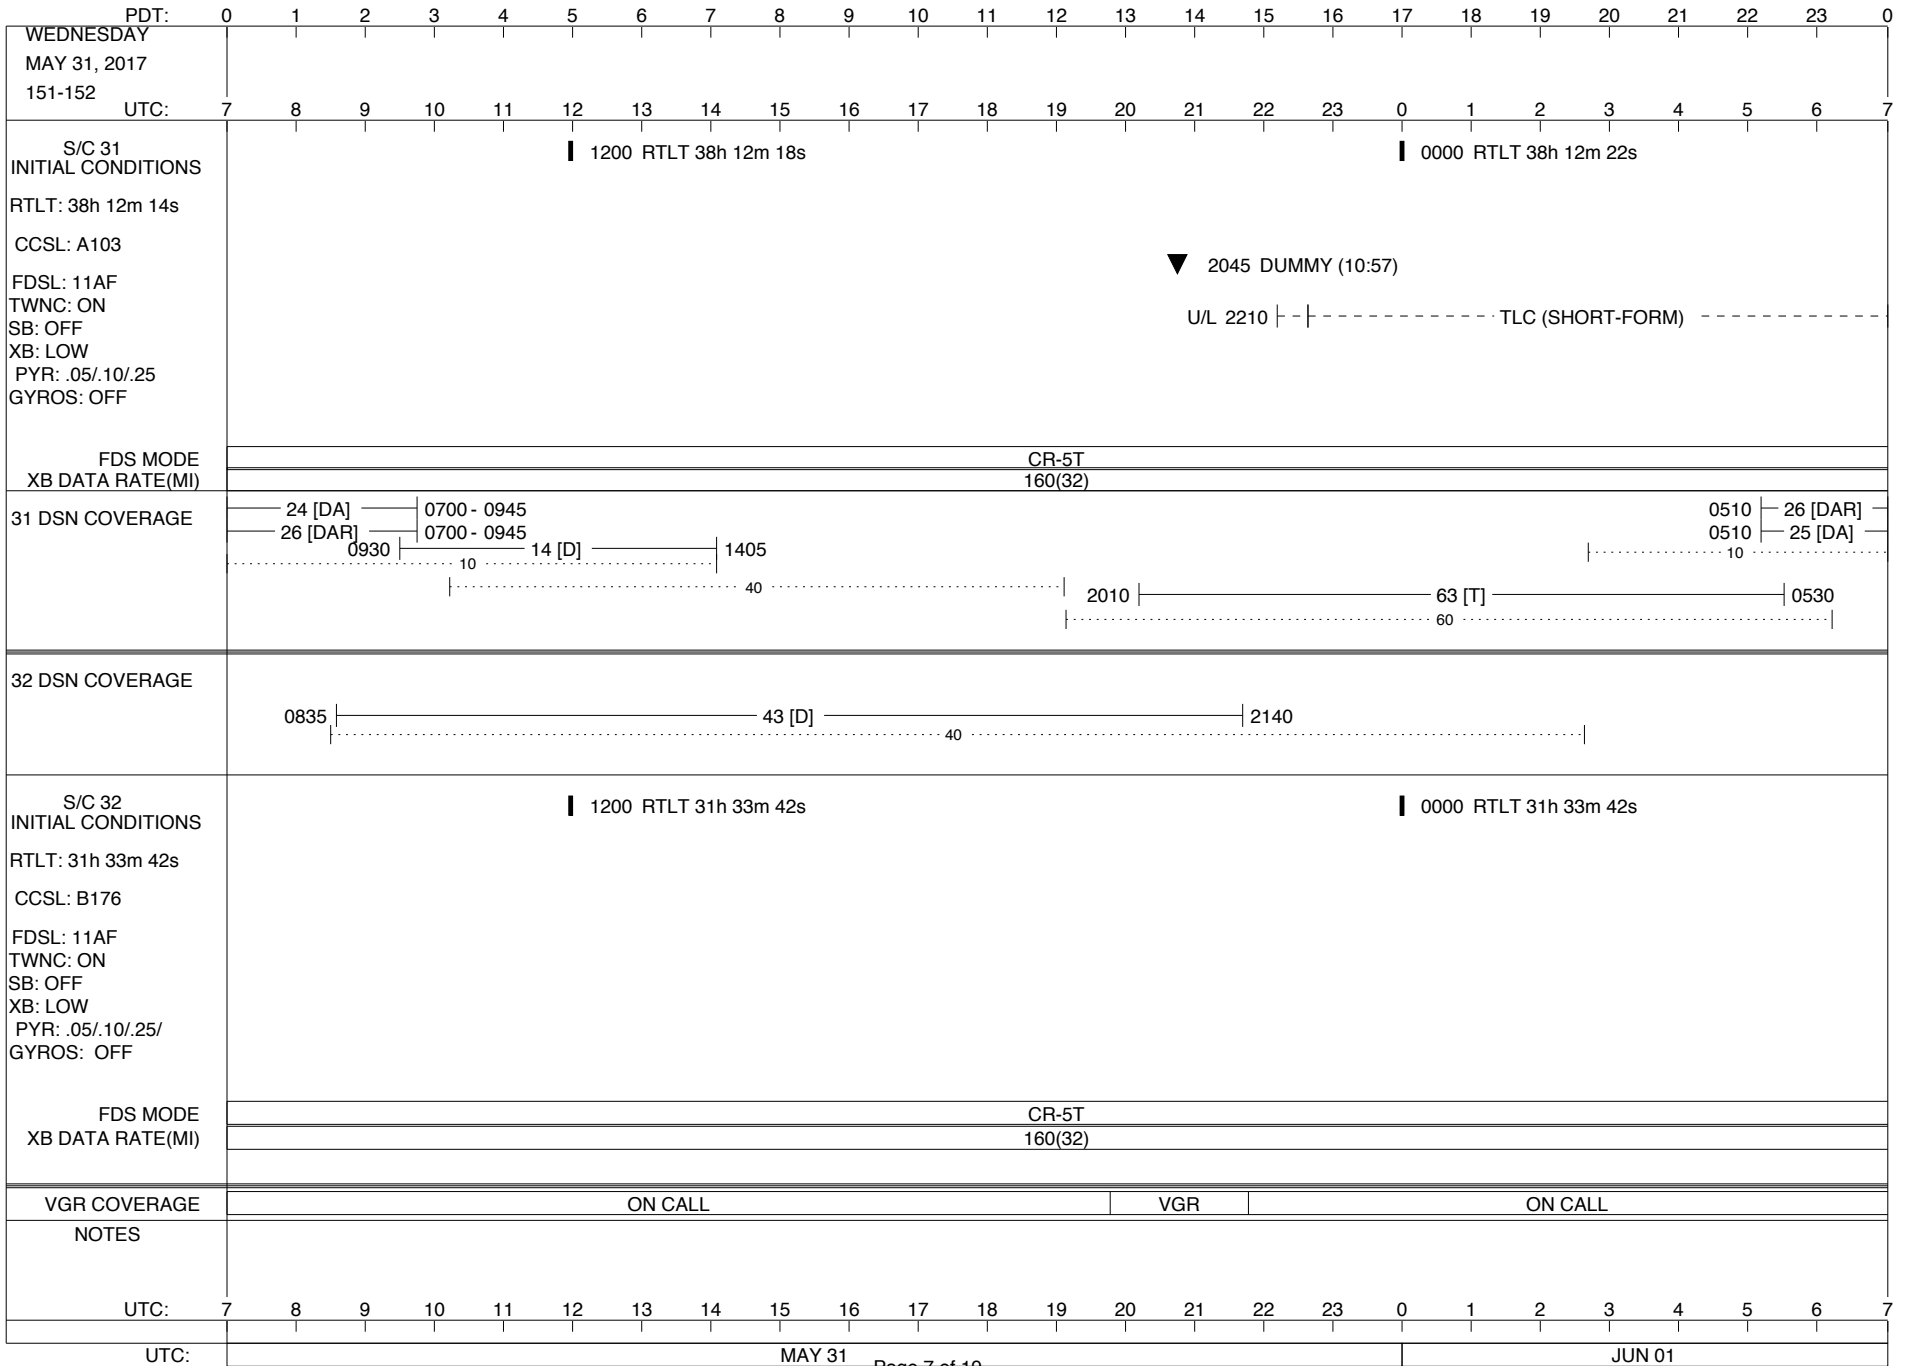 PDT: 0 1 2 3 4 5 6 7 8 9 10 11 12 13 14 15 16 17 18 19 20 21 22 23 0
WEDNESDAY
MAY 31, 2017
151-152
UTC: 7 8 9 10 11 12 13 14 15 16 17 18 19 20 21 22 23 0 1 2 3 4 5 6 7
S/C 31
INITIAL CONDITIONS
1200 RTLT 38h 12m 18s
0000 RTLT 38h 12m 22s
RTLT: 38h 12m 14s
CCSL: A103
2045 DUMMY (10:57)
FDSL: 11AF
TWNC: ON
U/L 2210
TLC (SHORT-FORM)
SB: OFF
XB: LOW
PYR: .05/.10/.25
GYROS: OFF
FDS MODE CR-5T
XB DATA RATE(MI) 160(32)
31 DSN COVERAGE
24 [DA] 0700 - 0945
0510 26 [DAR]
26 [DAR] 0700 - 0945
0510 25 [DA]
0930 14 [D] 1405
10
10
40
2010 63 [T] 0530
60
32 DSN COVERAGE
0835 43 [D] 2140
40
S/C 32
INITIAL CONDITIONS
1200 RTLT 31h 33m 42s
0000 RTLT 31h 33m 42s
RTLT: 31h 33m 42s
CCSL: B176
FDSL: 11AF
TWNC: ON
SB: OFF
XB: LOW
PYR: .05/.10/.25/
GYROS: OFF
FDS MODE CR-5T
XB DATA RATE(MI) 160(32)
VGR COVERAGE ON CALL VGR ON CALL
NOTES
UTC: 7 8 9 10 11 12 13 14 15 16 17 18 19 20 21 22 23 0 1 2 3 4 5 6 7
UTC: MAY 31 JUN 01
Page 7 of 19